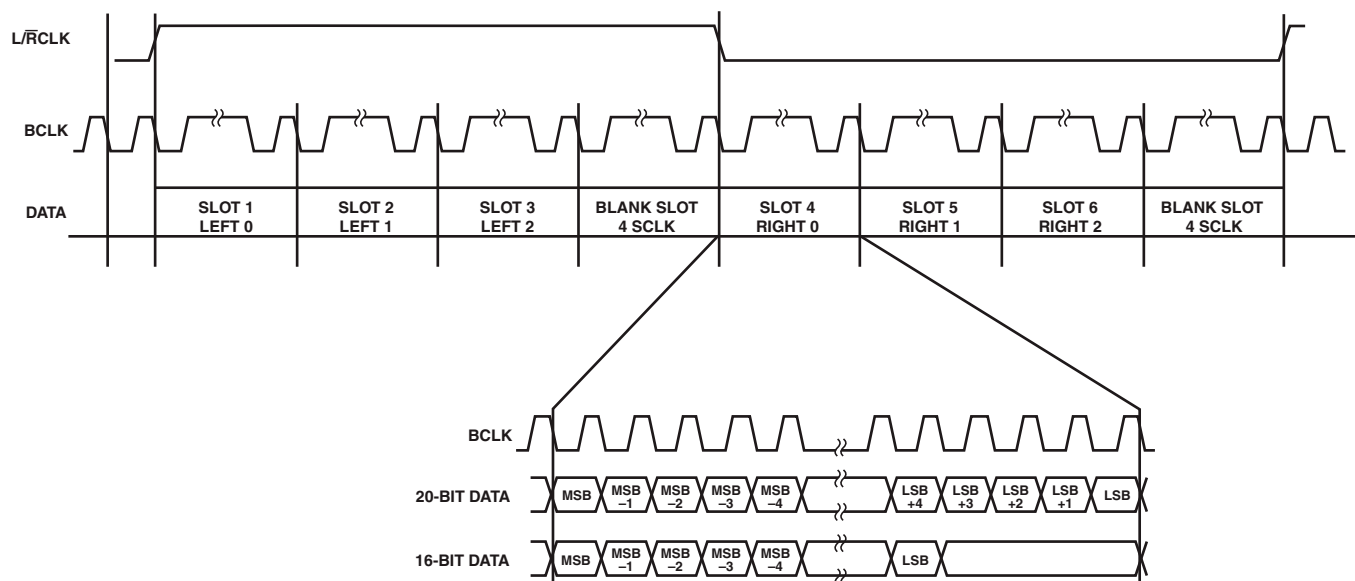 L/R̅CLK
BCLK
DATA
SLOT 1
LEFT 0
SLOT 2
LEFT 1
SLOT 3
LEFT 2
BLANK SLOT
4 SCLK
SLOT 4
RIGHT 0
SLOT 5
RIGHT 1
SLOT 6
RIGHT 2
BLANK SLOT
4 SCLK
BCLK
20-BIT DATA
MSB
MSB
–1
MSB
–2
MSB
–3
MSB
–4
LSB
+4
LSB
+3
LSB
+2
LSB
+1
LSB
16-BIT DATA
MSB
MSB
–1
MSB
–2
MSB
–3
MSB
–4
LSB